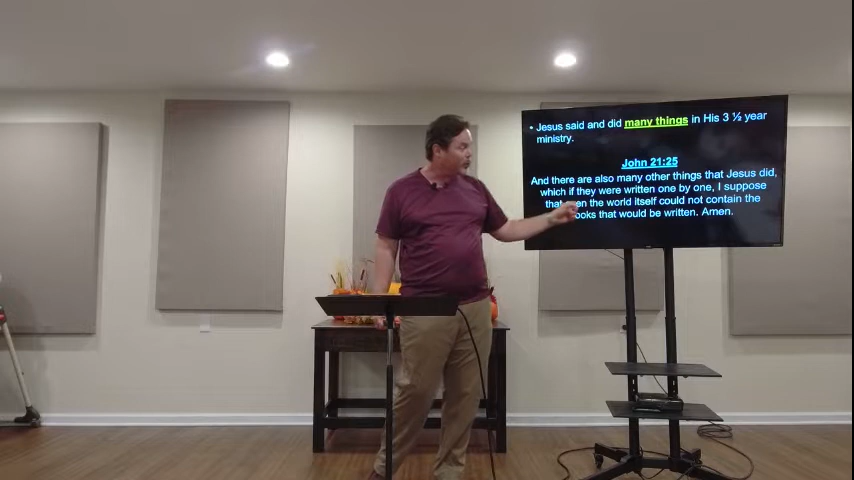 • Jesus said and did many things in His 3 ½ year
ministry.
John 21:25
And there are also many other things that Jesus did,
which if they were written one by one, I suppose
the world itself could not contain the
that would be written. Amen.